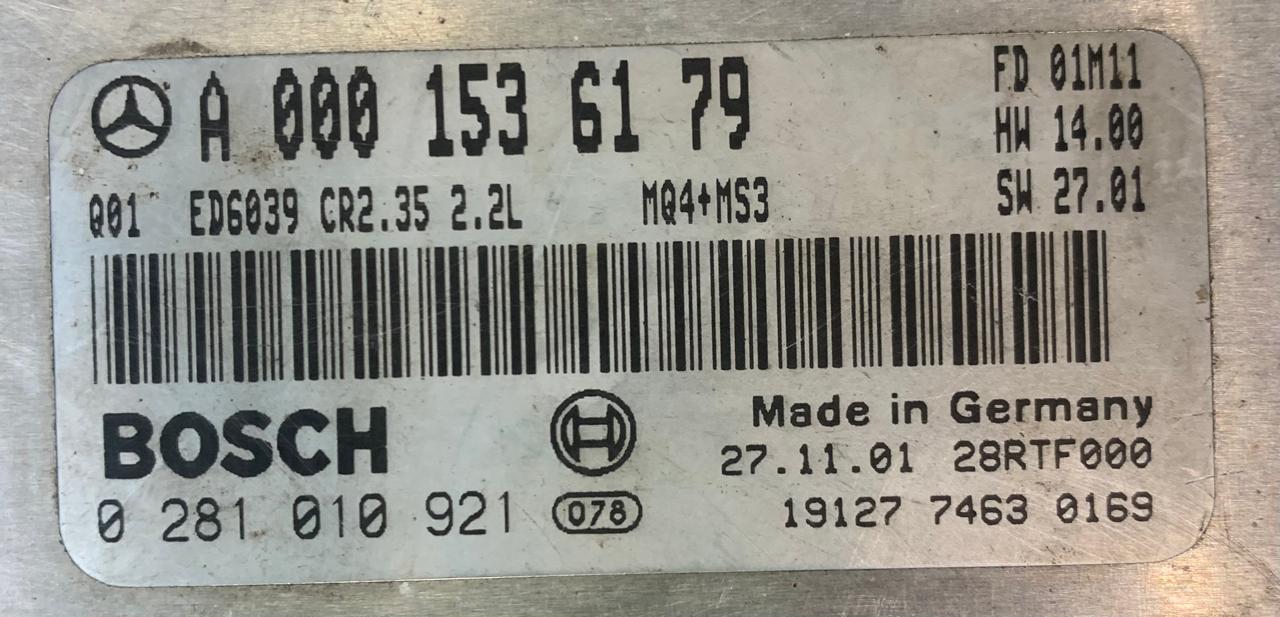 A 000 153 61 79
FD 01M11
HW 14.00
SW 27.01
Q01 ED6039 CR2.35 2.2L MQ4+MS3
BOSCH
0 281 010 921 078
Made in Germany
27.11.01 28RTF000
19127 7463 0169